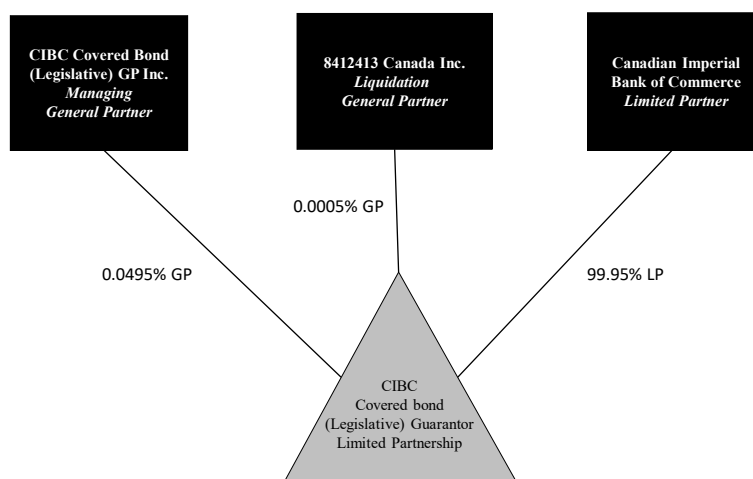 CIBC Covered Bond
(Legislative) GP Inc.
Managing
General Partner
8412413 Canada Inc.
Liquidation
General Partner
Canadian Imperial
Bank of Commerce
Limited Partner
0.0005% GP
0.0495% GP
99.95% LP
CIBC
Covered bond
(Legislative) Guarantor
Limited Partnership